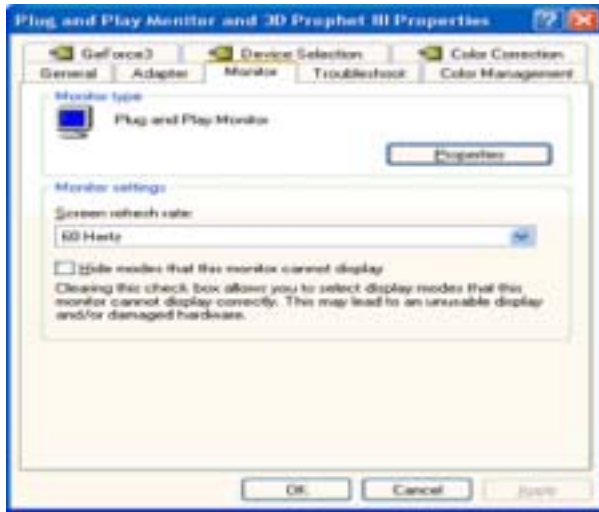 Plug and Play Monitor and 3D Prophet III Properties
GeForce3 Device Selection Color Correction
General Adapter Monitor Troubleshoot Color Management
Monitor type
Plug and Play Monitor
Properties
Monitor settings
Screen refresh rate:
60 Hertz
Hide modes that this monitor cannot display
Clearing this check box allows you to select display modes that this
monitor cannot display correctly. This may lead to an unusable display
and/or damaged hardware.
OK Cancel Apply